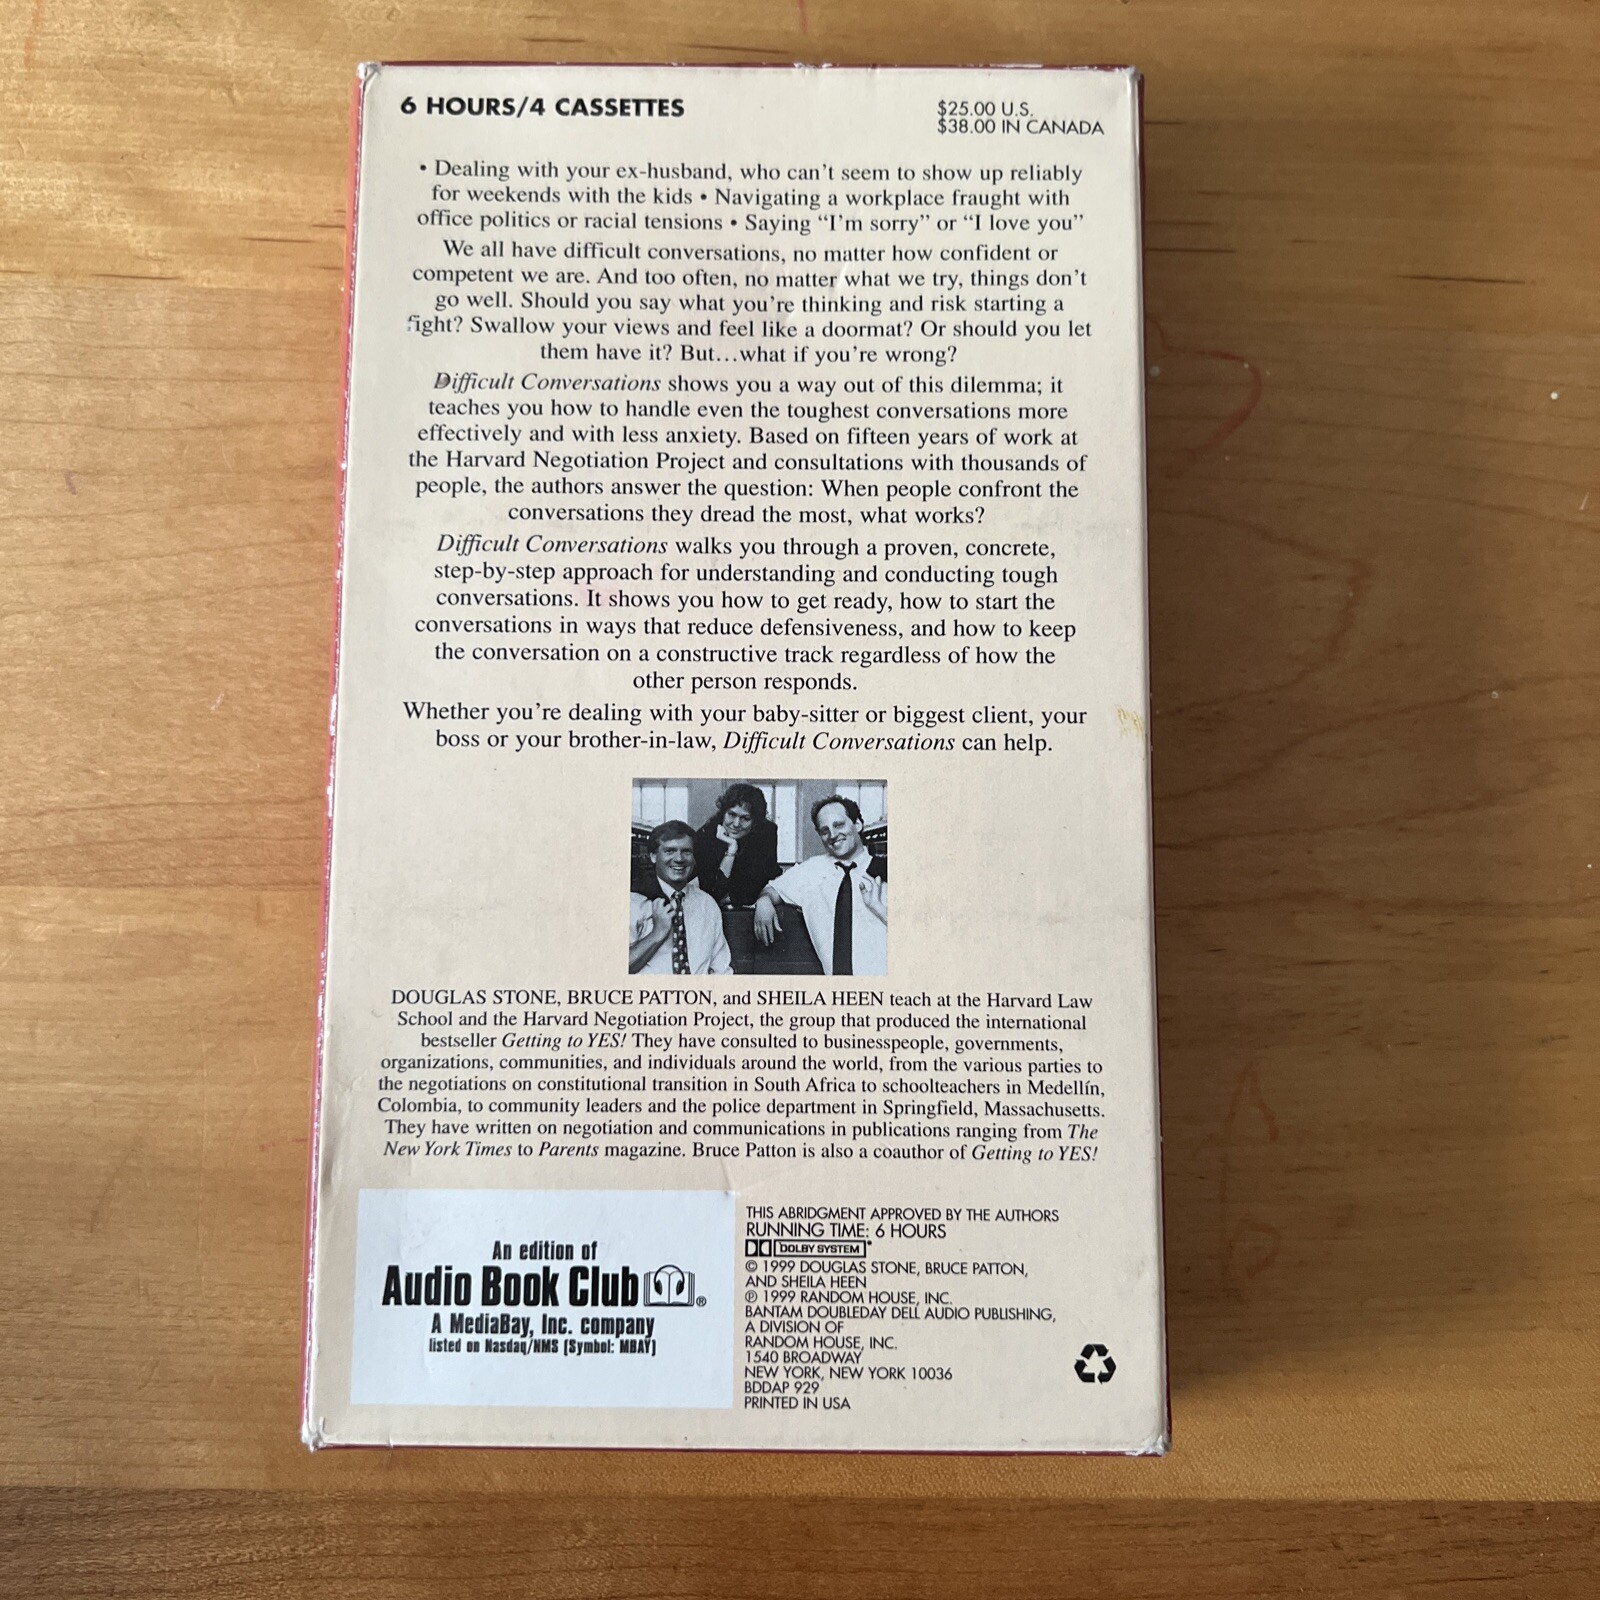 6 HOURS/4 CASSETTES
$25.00 U.S.
$38.00 IN CANADA
• Dealing with your ex-husband, who can't seem to show up reliably
for weekends with the kids • Navigating a workplace fraught with
office politics or racial tensions • Saying "I'm sorry" or "I love you"
We all have difficult conversations, no matter how confident or
competent we are. And too often, no matter what we try, things don't
go well. Should you say what you're thinking and risk starting a
fight? Swallow your views and feel like a doormat? Or should you let
them have it? But...what if you're wrong?
Difficult Conversations shows you a way out of this dilemma; it
teaches you how to handle even the toughest conversations more
effectively and with less anxiety. Based on fifteen years of work at
the Harvard Negotiation Project and consultations with thousands of
people, the authors answer the question: When people confront the
conversations they dread the most, what works?
Difficult Conversations walks you through a proven, concrete,
step-by-step approach for understanding and conducting tough
conversations. It shows you how to get ready, how to start the
conversations in ways that reduce defensiveness, and how to keep
the conversation on a constructive track regardless of how the
other person responds.
Whether you're dealing with your baby-sitter or biggest client, your
boss or your brother-in-law, Difficult Conversations can help.
DOUGLAS STONE, BRUCE PATTON, and SHEILA HEEN teach at the Harvard Law
School and the Harvard Negotiation Project, the group that produced the international
bestseller Getting to YES! They have consulted to businesspeople, governments,
organizations, communities, and individuals around the world, from the various parties to
the negotiations on constitutional transition in South Africa to schoolteachers in Medellín,
Colombia, to community leaders and the police department in Springfield, Massachusetts.
They have written on negotiation and communications in publications ranging from The
New York Times to Parents magazine. Bruce Patton is also a coauthor of Getting to YES!
An edition of
Audio Book Club®
A MediaBay, Inc. company
listed on Nasdaq/NMS (Symbol: MBAY)
THIS ABRIDGMENT APPROVED BY THE AUTHORS
RUNNING TIME: 6 HOURS
DOLBY SYSTEM®
© 1999 DOUGLAS STONE, BRUCE PATTON,
AND SHEILA HEEN
℗ 1999 RANDOM HOUSE, INC.
BANTAM DOUBLEDAY DELL AUDIO PUBLISHING,
A DIVISION OF
RANDOM HOUSE, INC.
1540 BROADWAY
NEW YORK, NEW YORK 10036
BDDAP 929
PRINTED IN USA